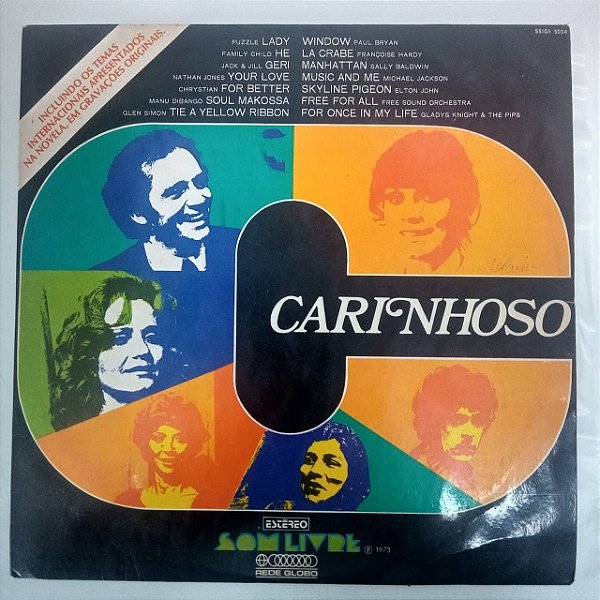 SSIGI 5024
INCLUINDO OS TEMAS
INTERNACIONAIS APRESENTADOS
NA NOVELA, EM GRAVAÇÕES ORIGINAIS.
PUZZLE LADY
FAMILY CHILD HE
JACK & JILL GERI
NATHAN JONES YOUR LOVE
CHRYSTIAN FOR BETTER
MANU DIBANGO SOUL MAKOSSA
GLEN SIMON TIE A YELLOW RIBBON
WINDOW PAUL BRYAN
LA CRABE FRANÇOISE HARDY
MANHATTAN SALLY BALDWIN
MUSIC AND ME MICHAEL JACKSON
SKYLINE PIGEON ELTON JOHN
FREE FOR ALL FREE SOUND ORCHESTRA
FOR ONCE IN MY LIFE GLADYS KNIGHT & THE PIPS
CARINHOSO
ESTÉREO
SOM LIVRE ℗ 1973
REDE GLOBO